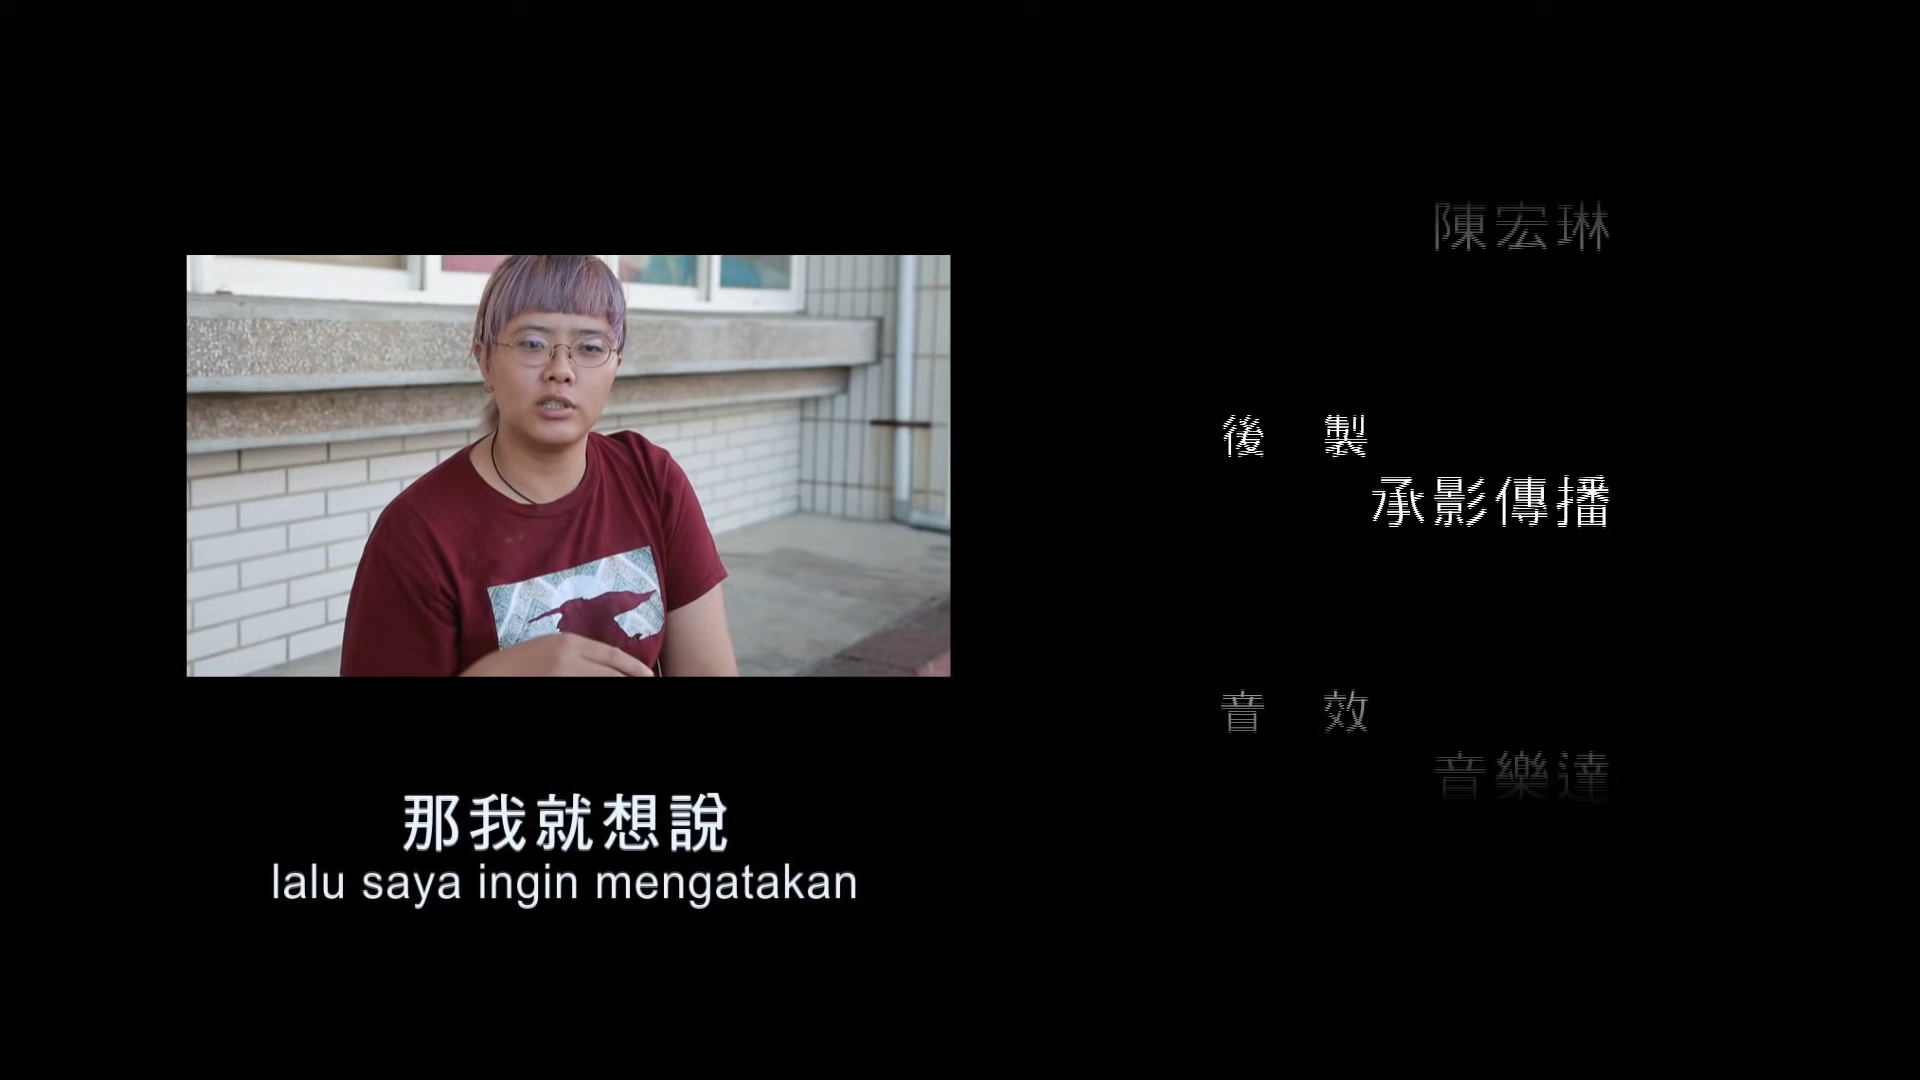 陳宏琳
後 製
承影傳播
音 效
音樂達
那我就想說
lalu saya ingin mengatakan